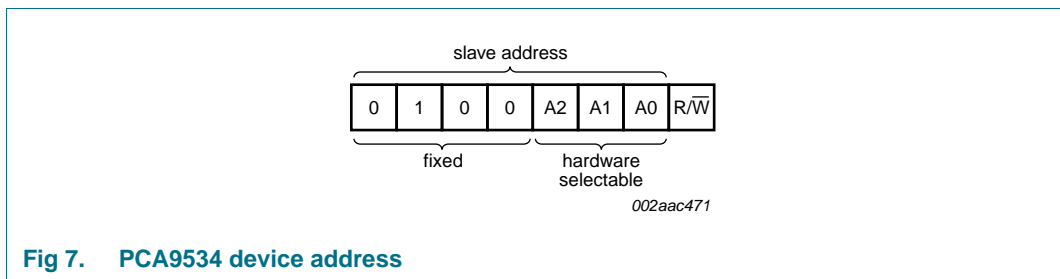 slave address
0 1 0 0 A2 A1 A0 R/W̅
fixed hardware
selectable
002aac471
Fig 7. PCA9534 device address